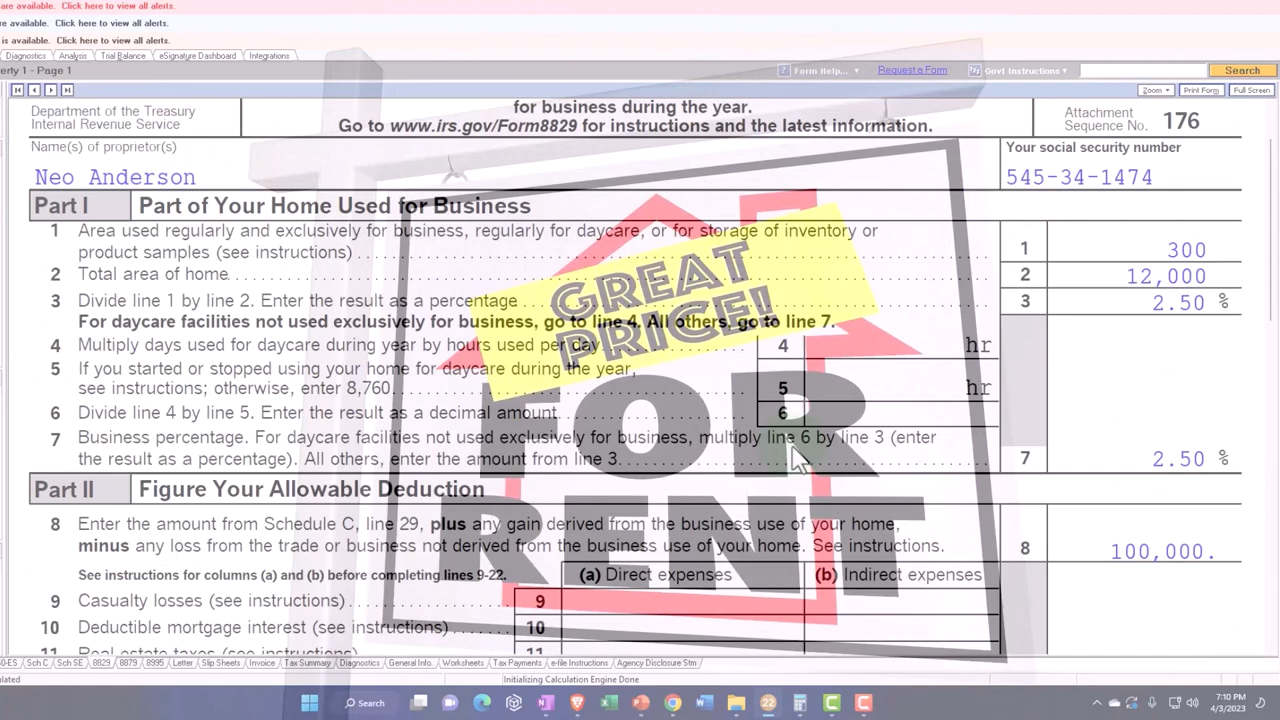 are available. Click here to view all alerts.
re available. Click here to view all alerts.
is available. Click here to view all alerts.
Diagnostics Analysis Trial Balance eSignature Dashboard Integrations
erty 1 - Page 1 Form Help... Request a Form Govt Instructions Search
Zoom Print Form Full Screen
Department of the Treasury
Internal Revenue Service
for business during the year.
Go to www.irs.gov/Form8829 for instructions and the latest information.
Attachment
Sequence No. 176
Name(s) of proprietor(s) Your social security number
Neo Anderson 545-34-1474
Part I Part of Your Home Used for Business
1 Area used regularly and exclusively for business, regularly for daycare, or for storage of inventory or
product samples (see instructions) 1 300
2 Total area of home 2 12,000
3 Divide line 1 by line 2. Enter the result as a percentage 3 2.50 %
For daycare facilities not used exclusively for business, go to line 4. All others, go to line 7.
4 Multiply days used for daycare during year by hours used per day 4 hr
5 If you started or stopped using your home for daycare during the year,
see instructions; otherwise, enter 8,760 5 hr
6 Divide line 4 by line 5. Enter the result as a decimal amount 6
7 Business percentage. For daycare facilities not used exclusively for business, multiply line 6 by line 3 (enter
the result as a percentage). All others, enter the amount from line 3 7 2.50 %
Part II Figure Your Allowable Deduction
8 Enter the amount from Schedule C, line 29, plus any gain derived from the business use of your home,
minus any loss from the trade or business not derived from the business use of your home. See instructions. 8 100,000.
See instructions for columns (a) and (b) before completing lines 9-22. (a) Direct expenses (b) Indirect expenses
9 Casualty losses (see instructions) 9
10 Deductible mortgage interest (see instructions) 10
11 Real estate taxes (see instructions) 11
GREAT
PRICE!
FOR
RENT
0-ES Sch C Sch SE 8829 8879 8995 Letter Slip Sheets Invoice Tax Summary Diagnostics General Info. Worksheets Tax Payments e-file Instructions Agency Disclosure Stm
ulated Initializing Calculation Engine Done
Search 22 7:10 PM
4/3/2023